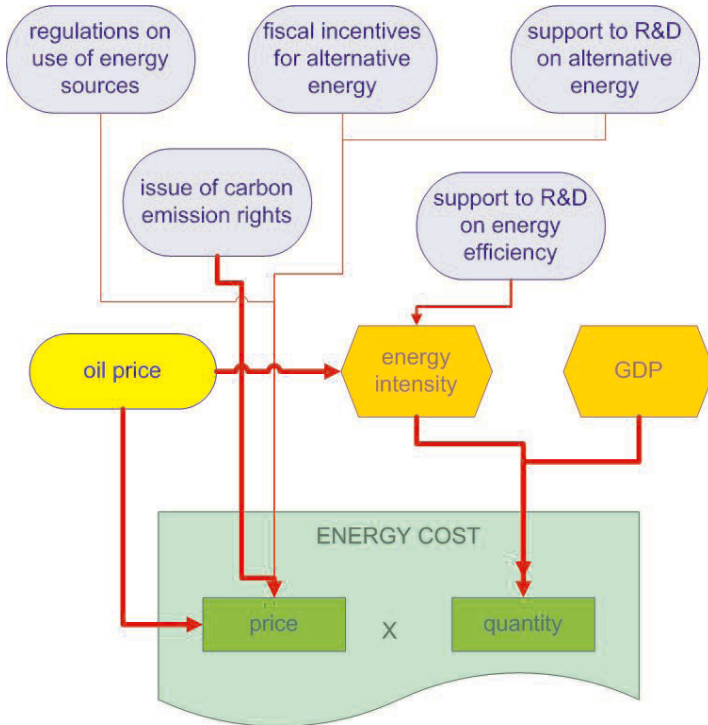 regulations on
use of energy
sources
fiscal incentives
for alternative
energy
support to R&D
on alternative
energy
issue of carbon
emission rights
support to R&D
on energy
efficiency
oil price
energy
intensity
GDP
ENERGY COST
price
X
quantity